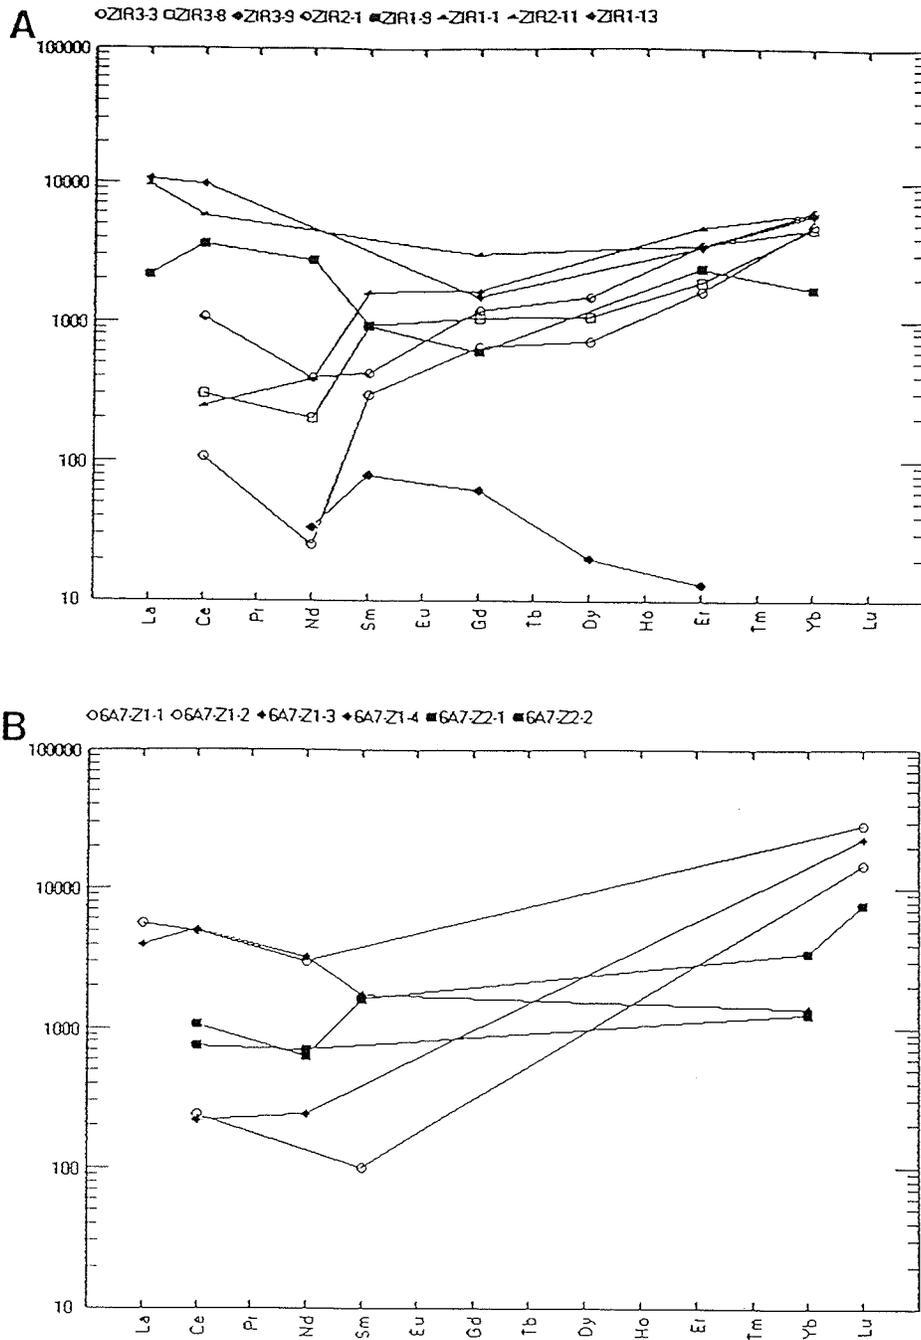 A
ZIR3-3 ZIR3-8 ZIR3-9 ZIR2-1 ZIR1-9 ZIR1-1 ZIR2-11 ZIR1-13
100000
10000
1000
100
10
La Ce Pr Nd Sm Eu Gd Tb Dy Ho Er Tm Yb Lu
B
6A7-Z1-1 6A7-Z1-2 6A7-Z1-3 6A7-Z1-4 6A7-Z2-1 6A7-Z2-2
100000
10000
1000
100
10
La Ce Pr Nd Sm Eu Gd Tb Dy Ho Er Tm Yb Lu